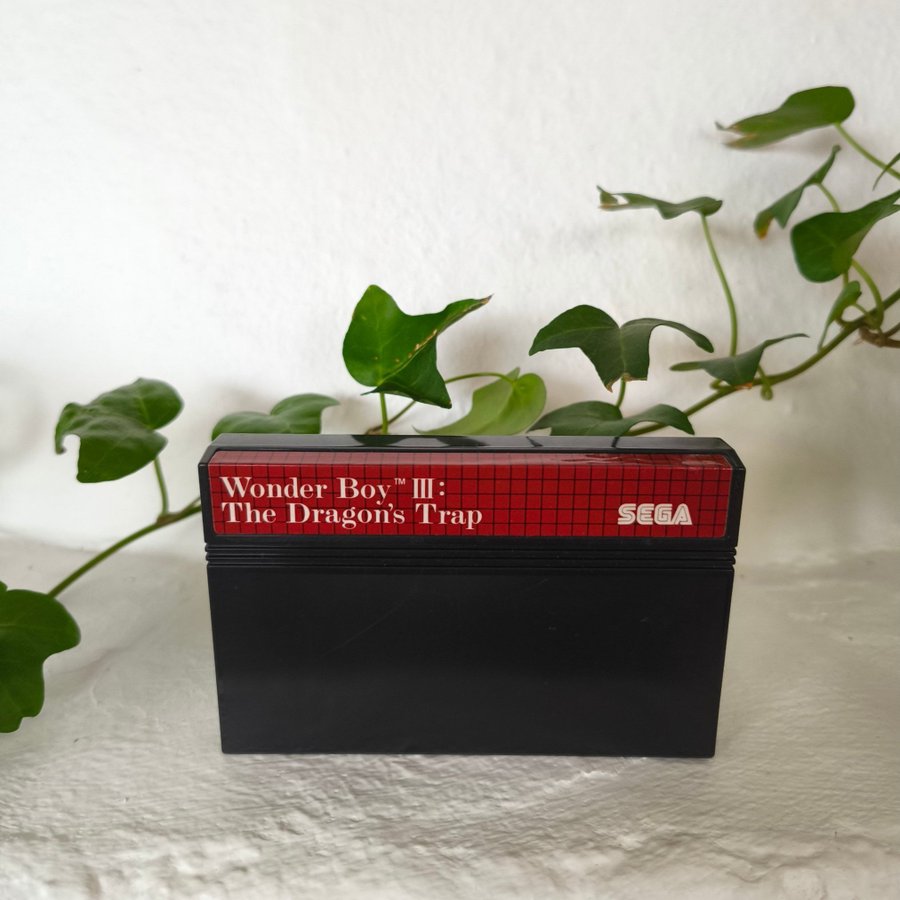 Wonder Boy™ III:
The Dragon's Trap
SEGA